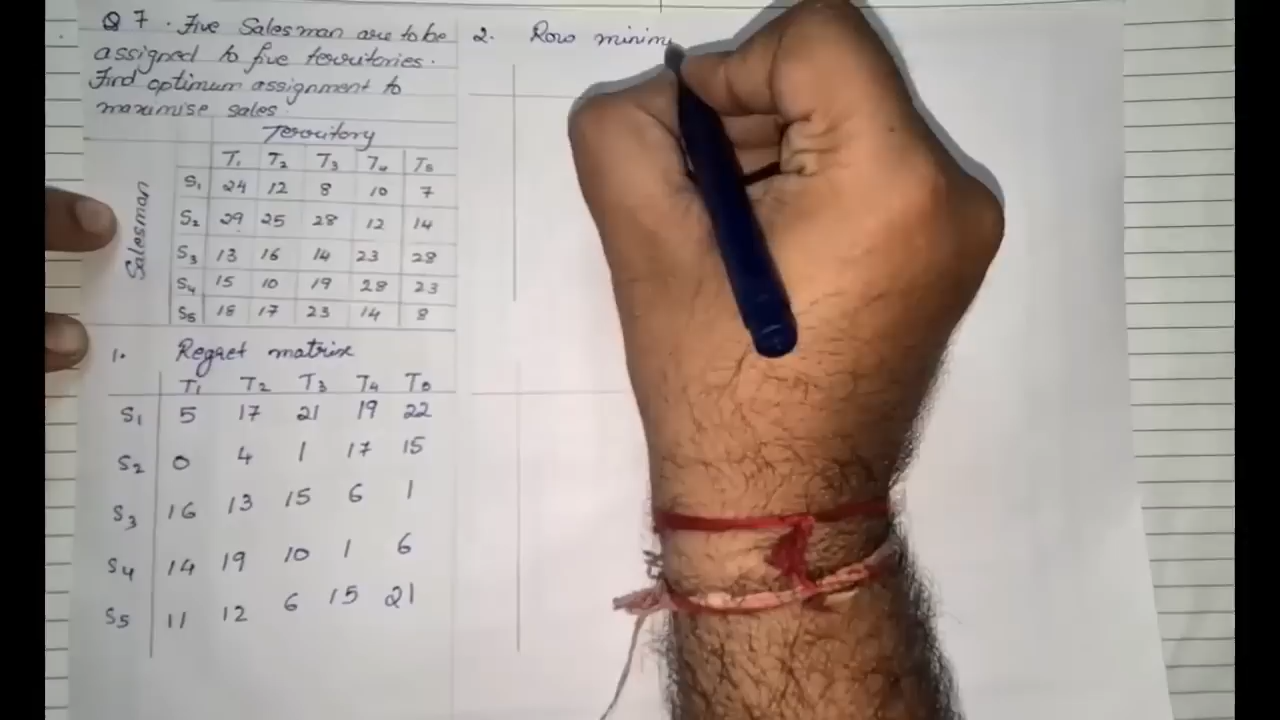 Q 7. Five Salesman are to be
assigned to five territories.
Find optimum assignment to
maximise sales.
Territory
Salesman
T1 T2 T3 T4 T5
S1 24 12 8 10 7
S2 29 25 28 12 14
S3 13 16 14 23 28
S4 15 10 19 28 23
S5 18 17 23 14 8
1. Regret matrix
T1 T2 T3 T4 T5
S1 5 17 21 19 22
S2 0 4 1 17 15
S3 16 13 15 6 1
S4 14 19 10 1 6
S5 11 12 6 15 21
2. Row minimu